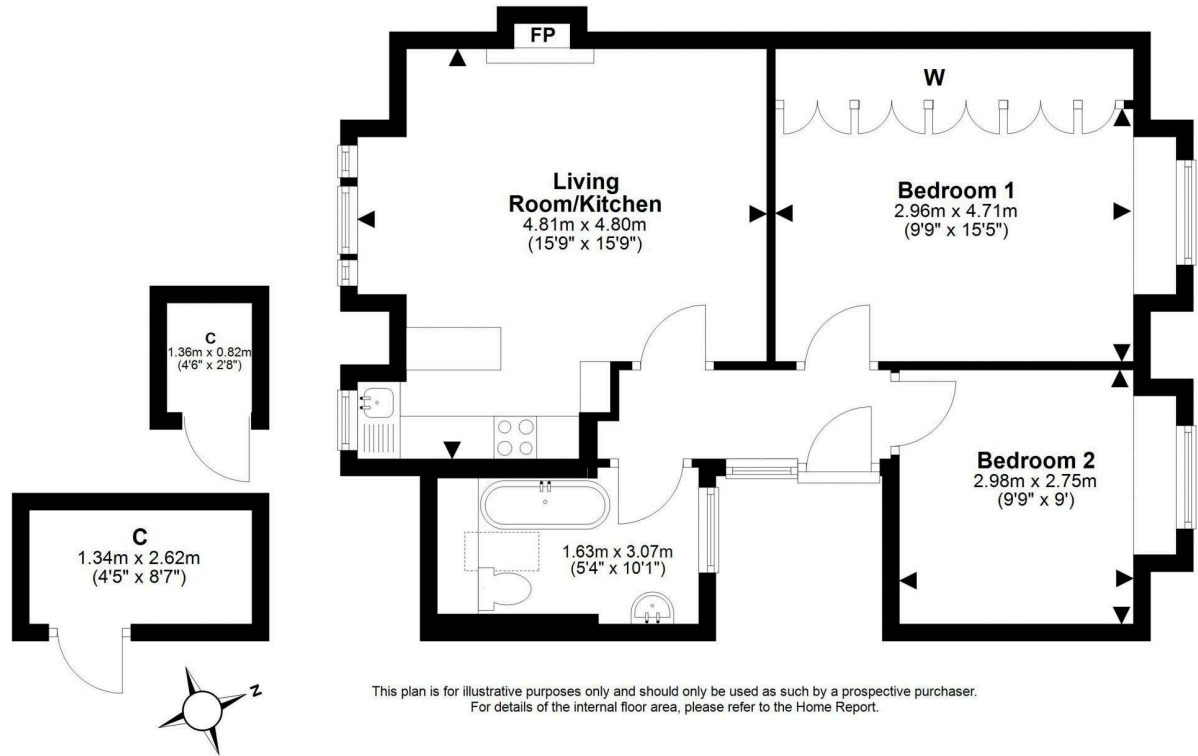 FP
W
Living
Room/Kitchen
4.81m x 4.80m
(15'9" x 15'9")
Bedroom 1
2.96m x 4.71m
(9'9" x 15'5")
C
1.36m x 0.82m
(4'6" x 2'8")
Bedroom 2
2.98m x 2.75m
(9'9" x 9')
C
1.34m x 2.62m
(4'5" x 8'7")
1.63m x 3.07m
(5'4" x 10'1")
N
This plan is for illustrative purposes only and should only be used as such by a prospective purchaser.
For details of the internal floor area, please refer to the Home Report.